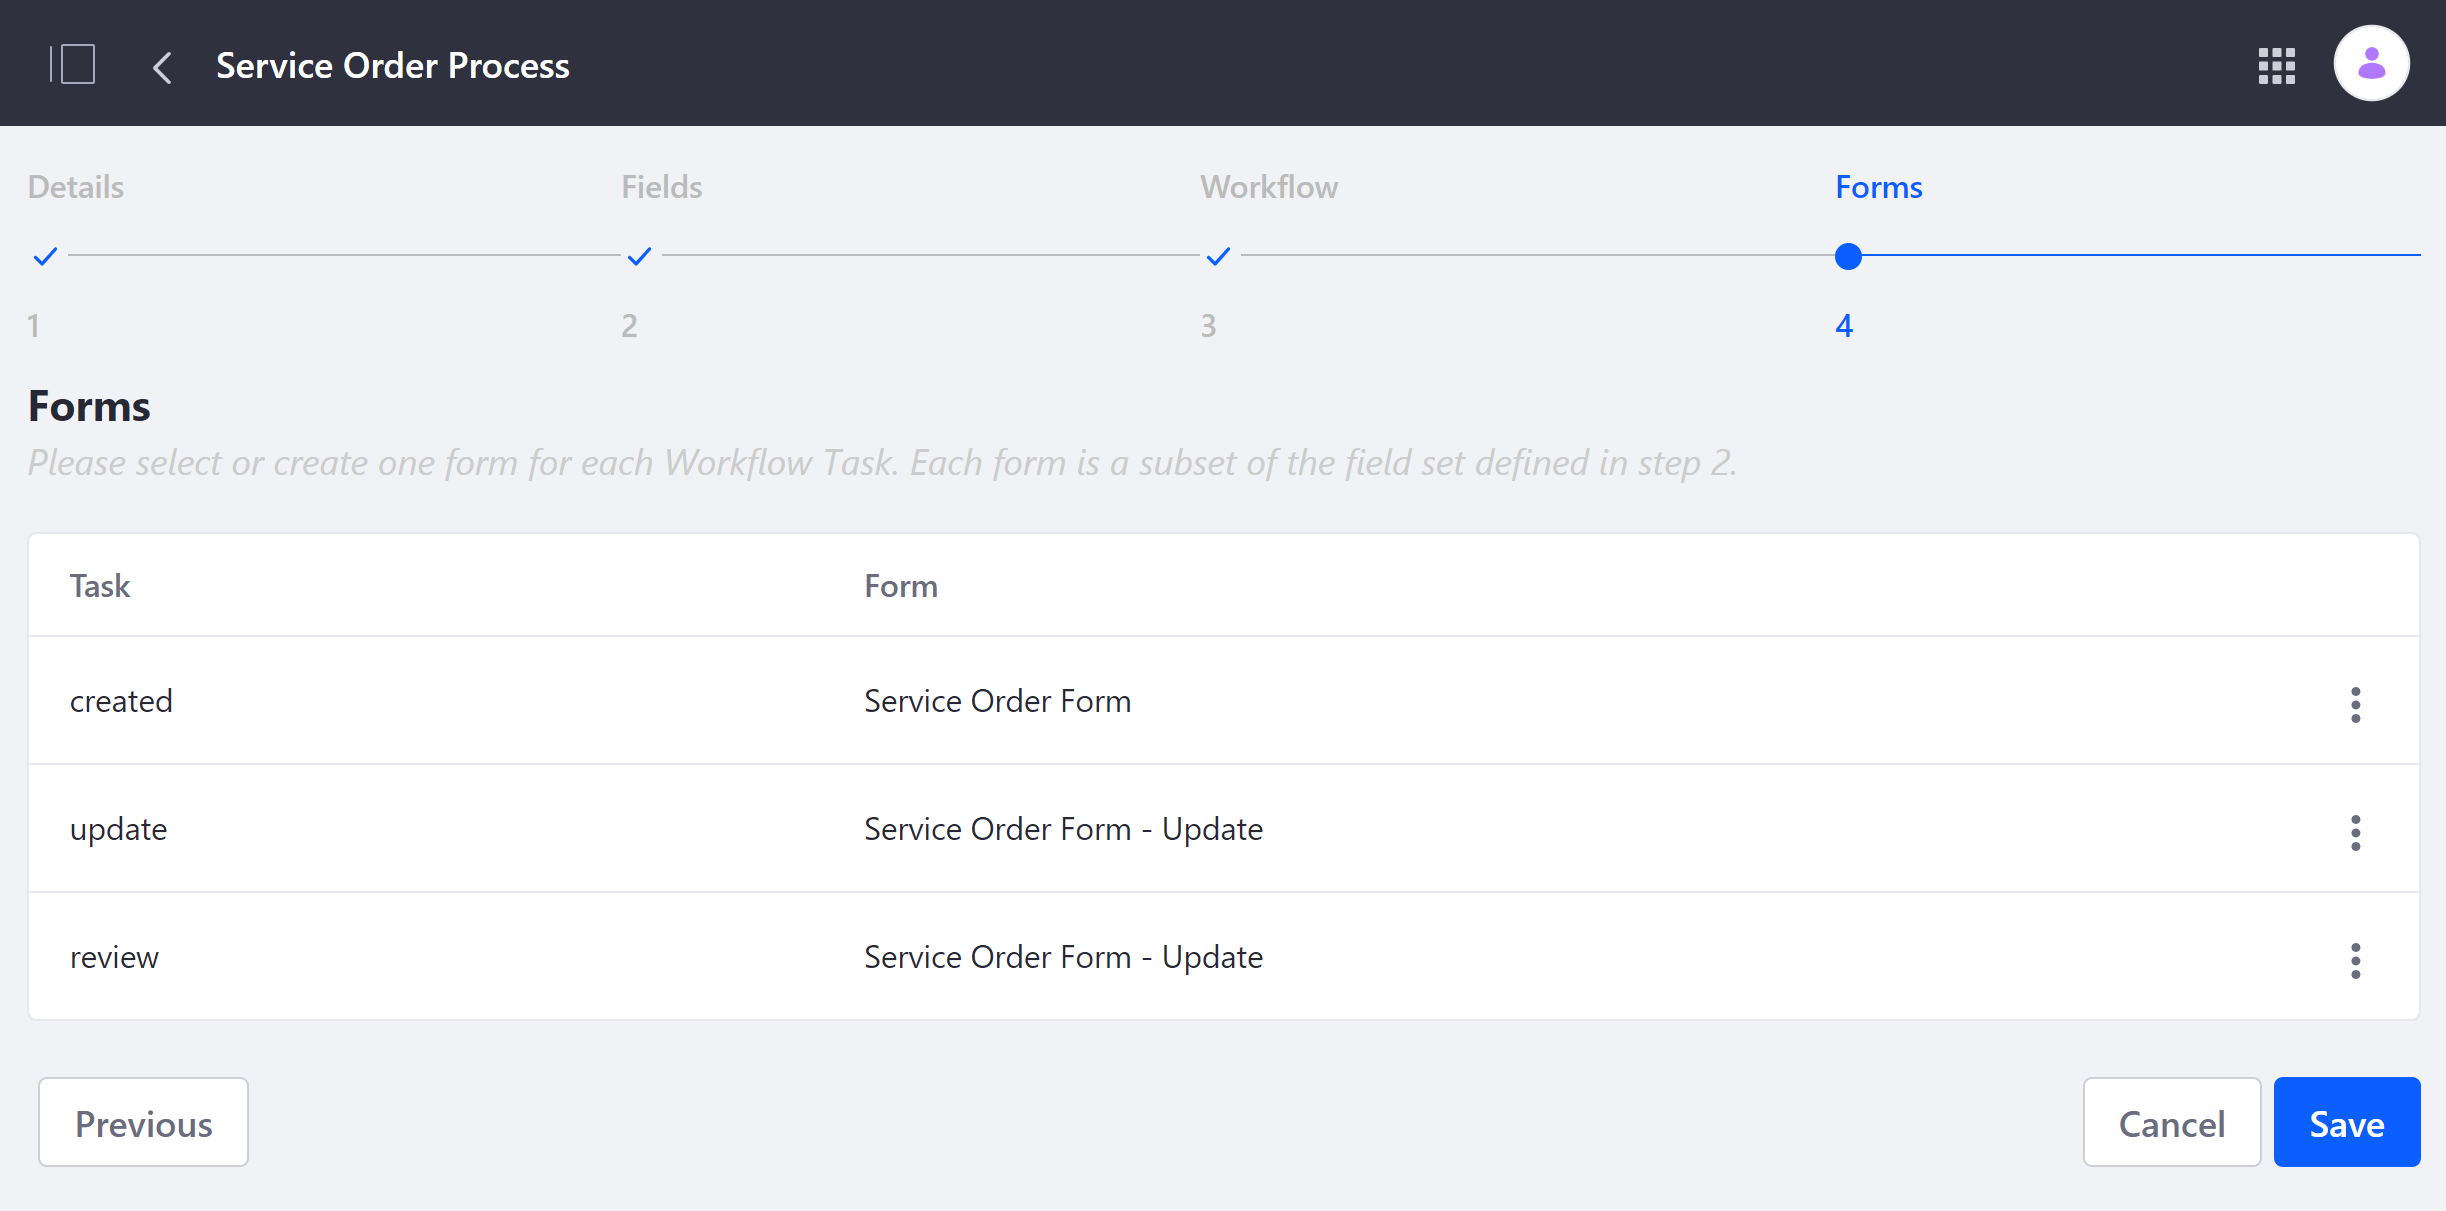 Service Order Process
Details Fields Workflow Forms
1 2 3 4
Forms
Please select or create one form for each Workflow Task. Each form is a subset of the field set defined in step 2.
Task Form
created Service Order Form
update Service Order Form - Update
review Service Order Form - Update
Previous Cancel Save